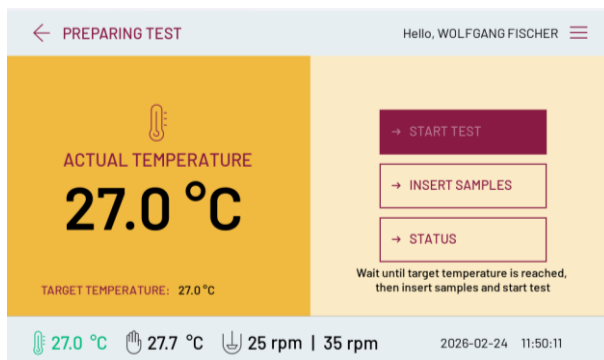 PREPARING TEST
Hello, WOLFGANG FISCHER
ACTUAL TEMPERATURE
27.0 °C
TARGET TEMPERATURE: 27.0 °C
→ START TEST
→ INSERT SAMPLES
→ STATUS
Wait until target temperature is reached,
then insert samples and start test
27.0 °C 27.7 °C 25 rpm | 35 rpm 2026-02-24 11:50:11